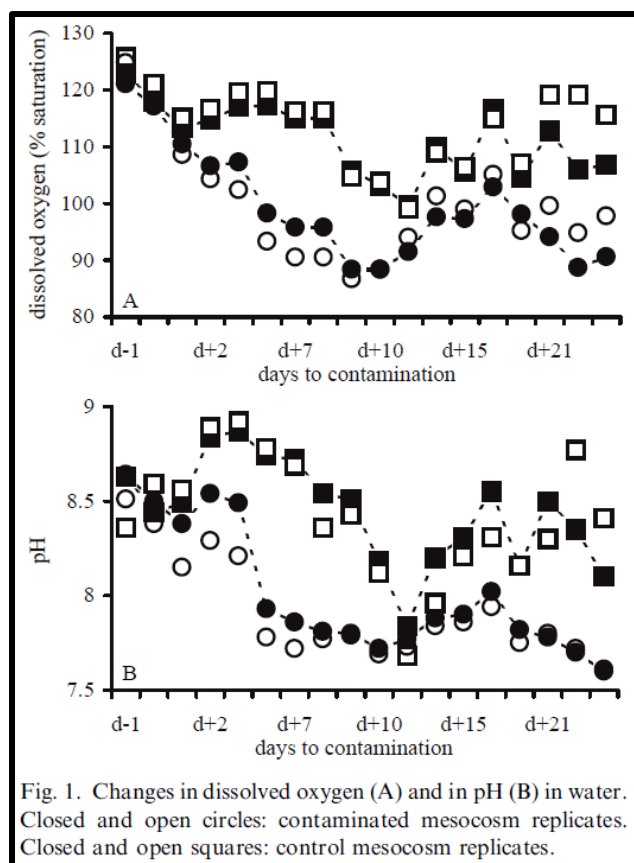 130
120
110
100
90
80
dissolved oxygen (% saturation)
A
d-1 d+2 d+7 d+10 d+15 d+21
days to contamination
9
8.5
8
7.5
pH
B
d-1 d+2 d+7 d+10 d+15 d+21
days to contamination
Fig. 1. Changes in dissolved oxygen (A) and in pH (B) in water.
Closed and open circles: contaminated mesocosm replicates.
Closed and open squares: control mesocosm replicates.